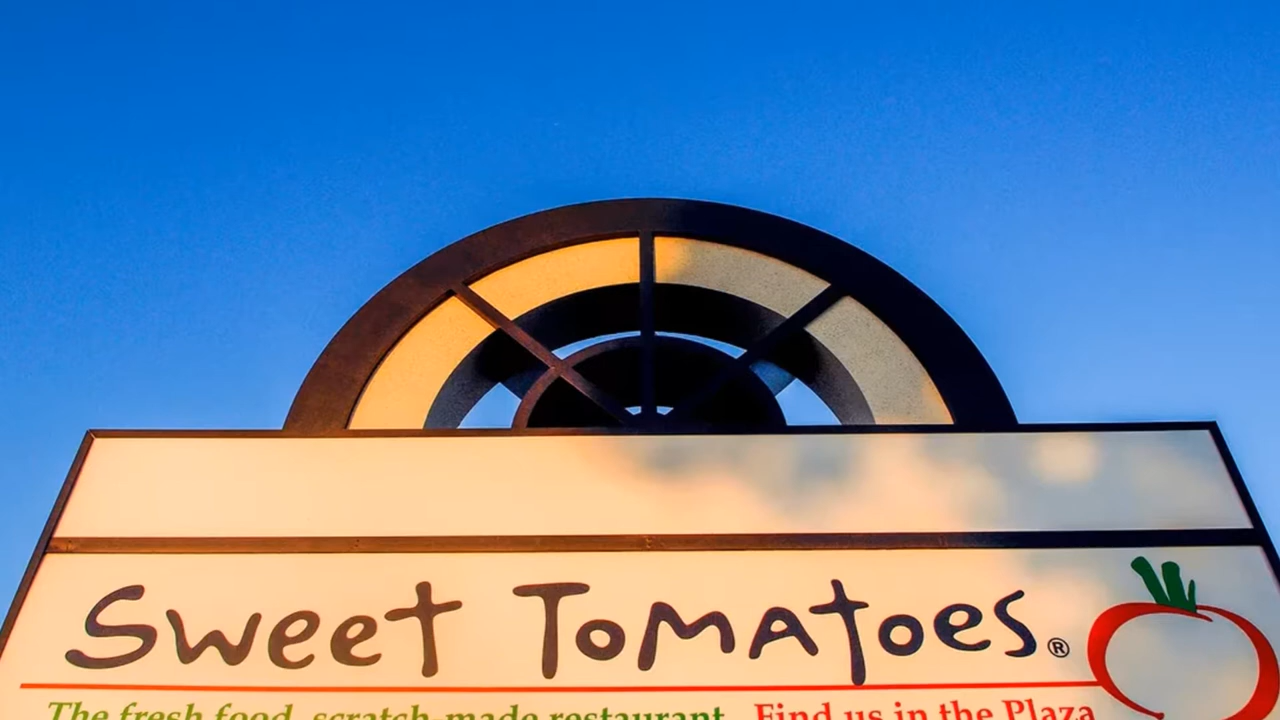 Sweet Tomatoes®
The fresh food, scratch-made restaurant Find us in the Plaza